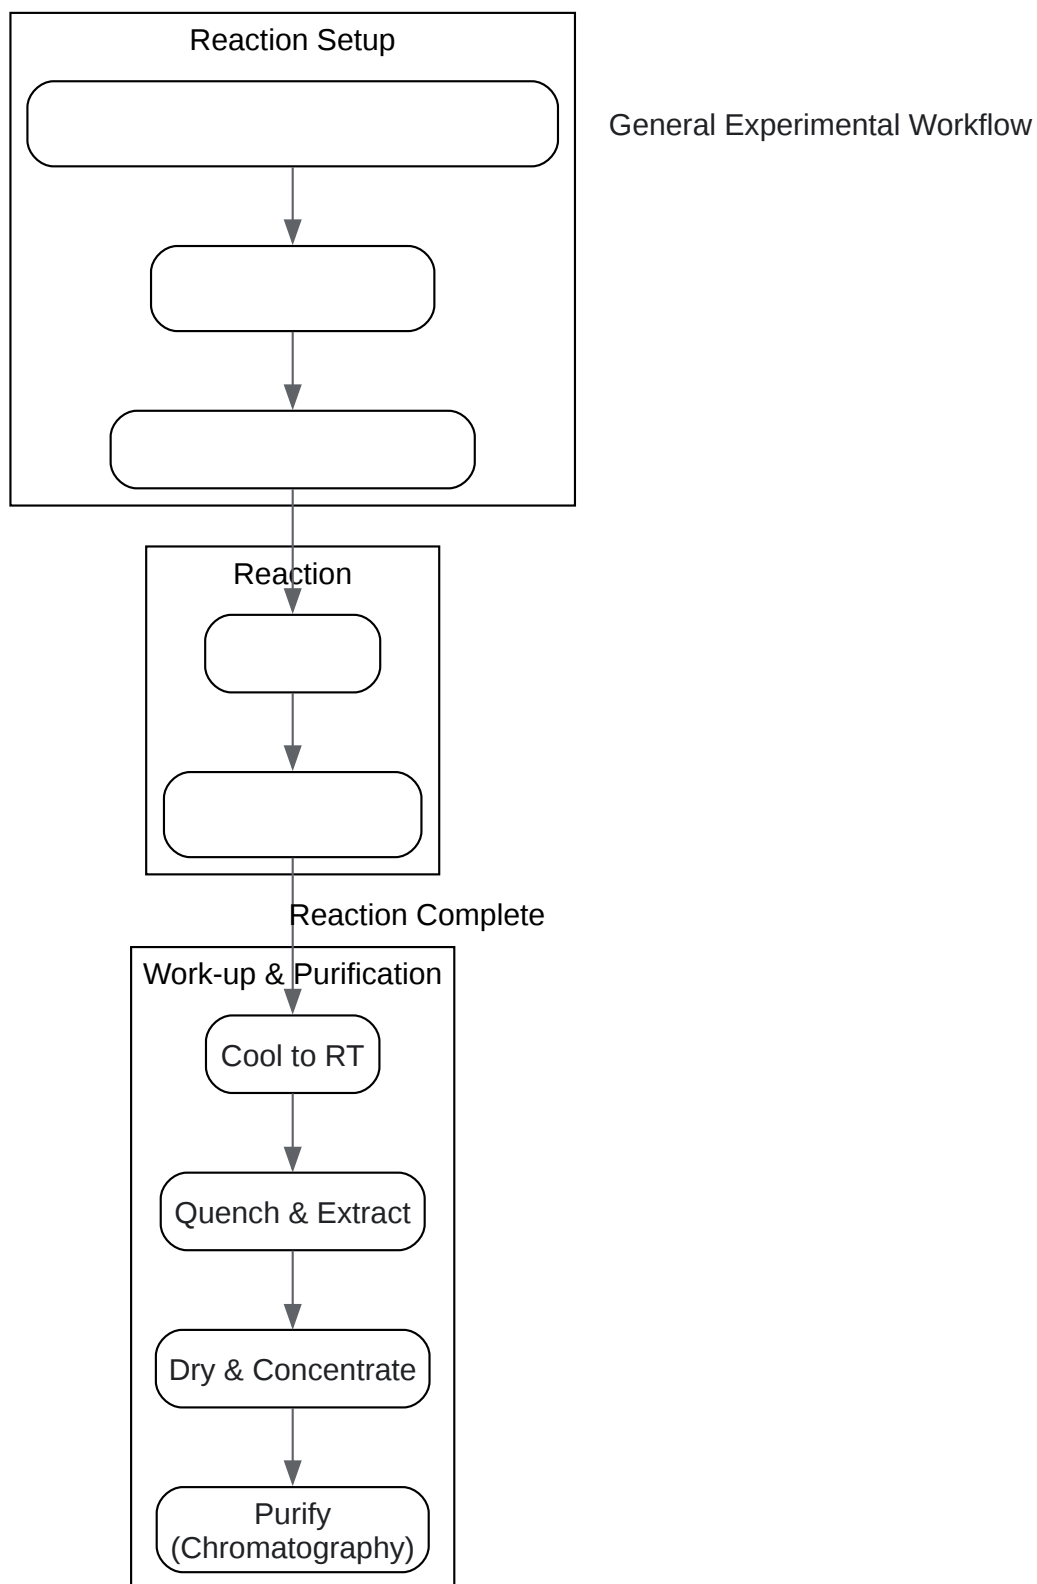 Reaction Setup
General Experimental Workflow
Reaction
Reaction Complete
Work-up & Purification
Cool to RT
Quench & Extract
Dry & Concentrate
Purify
(Chromatography)